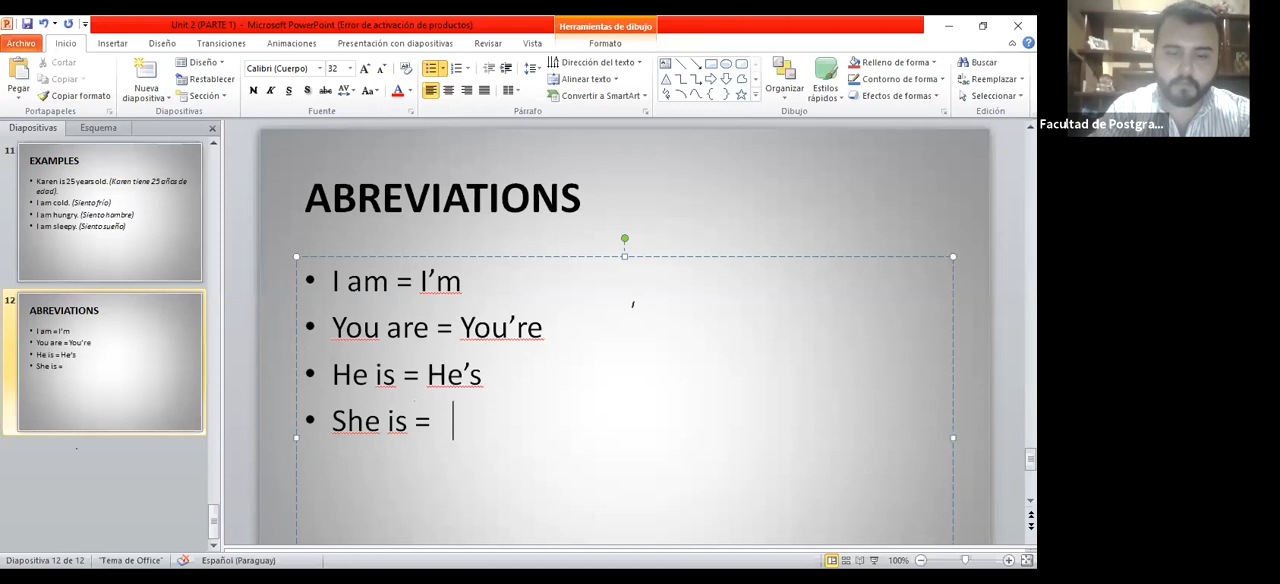 Unit 2 (PARTE 1) - Microsoft PowerPoint (Error de activación de productos)
Herramientas de dibujo
Archivo Inicio Insertar Diseño Transiciones Animaciones Presentación con diapositivas Revisar Vista Formato
Pegar
Cortar
Copiar
Copiar formato
Portapapeles
Nueva diapositiva
Diseño
Restablecer
Sección
Diapositivas
Calibri (Cuerpo) 32
N K S S abc AV Aa A
Fuente
Dirección del texto
Alinear texto
Convertir a SmartArt
Párrafo
Organizar
Estilos rápidos
Relleno de forma
Contorno de forma
Efectos de formas
Dibujo
Buscar
Reemplazar
Seleccionar
Edición
Facultad de Postgra...
Diapositivas Esquema
11
EXAMPLES
• Karen is 25 years old. (Karen tiene 25 años de
edad).
• I am cold. (Siento frío)
• I am hungry. (Siento hambre)
• I am sleepy. (Siento sueño)
12
ABREVIATIONS
• I am = I'm
• You are = You're
• He is = He's
• She is =
ABREVIATIONS
• I am = I’m
• You are = You’re
• He is = He’s
• She is =
Diapositiva 12 de 12 "Tema de Office" Español (Paraguay) 100%